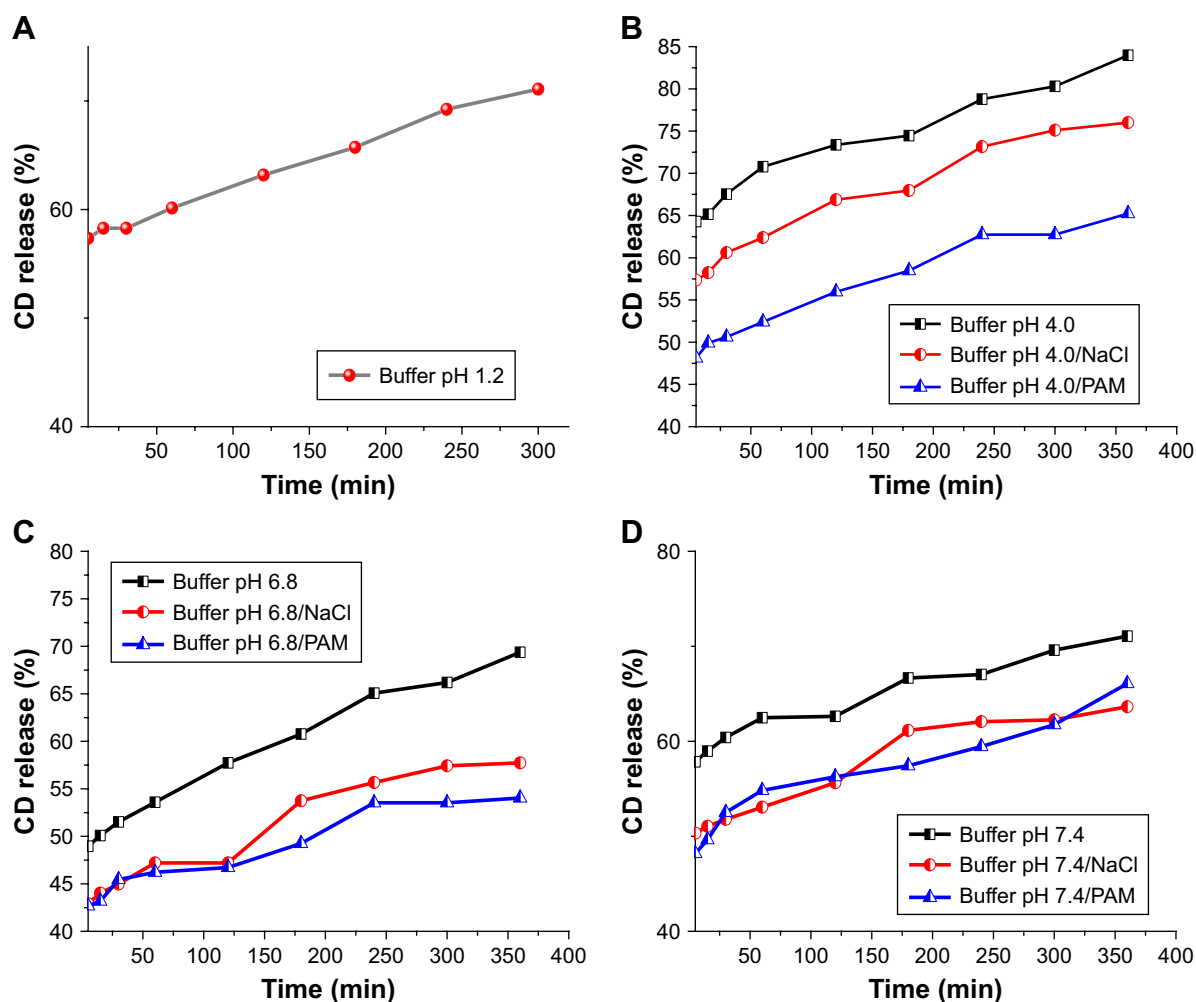 A
CD release (%)
60
40
Buffer pH 1.2
50 100 150 200 250 300
Time (min)
B
CD release (%)
85
80
75
70
65
60
55
50
45
40
Buffer pH 4.0
Buffer pH 4.0/NaCl
Buffer pH 4.0/PAM
50 100 150 200 250 300 350 400
Time (min)
C
CD release (%)
80
75
70
65
60
55
50
45
40
Buffer pH 6.8
Buffer pH 6.8/NaCl
Buffer pH 6.8/PAM
50 100 150 200 250 300 350 400
Time (min)
D
CD release (%)
80
60
40
Buffer pH 7.4
Buffer pH 7.4/NaCl
Buffer pH 7.4/PAM
50 100 150 200 250 300 350 400
Time (min)